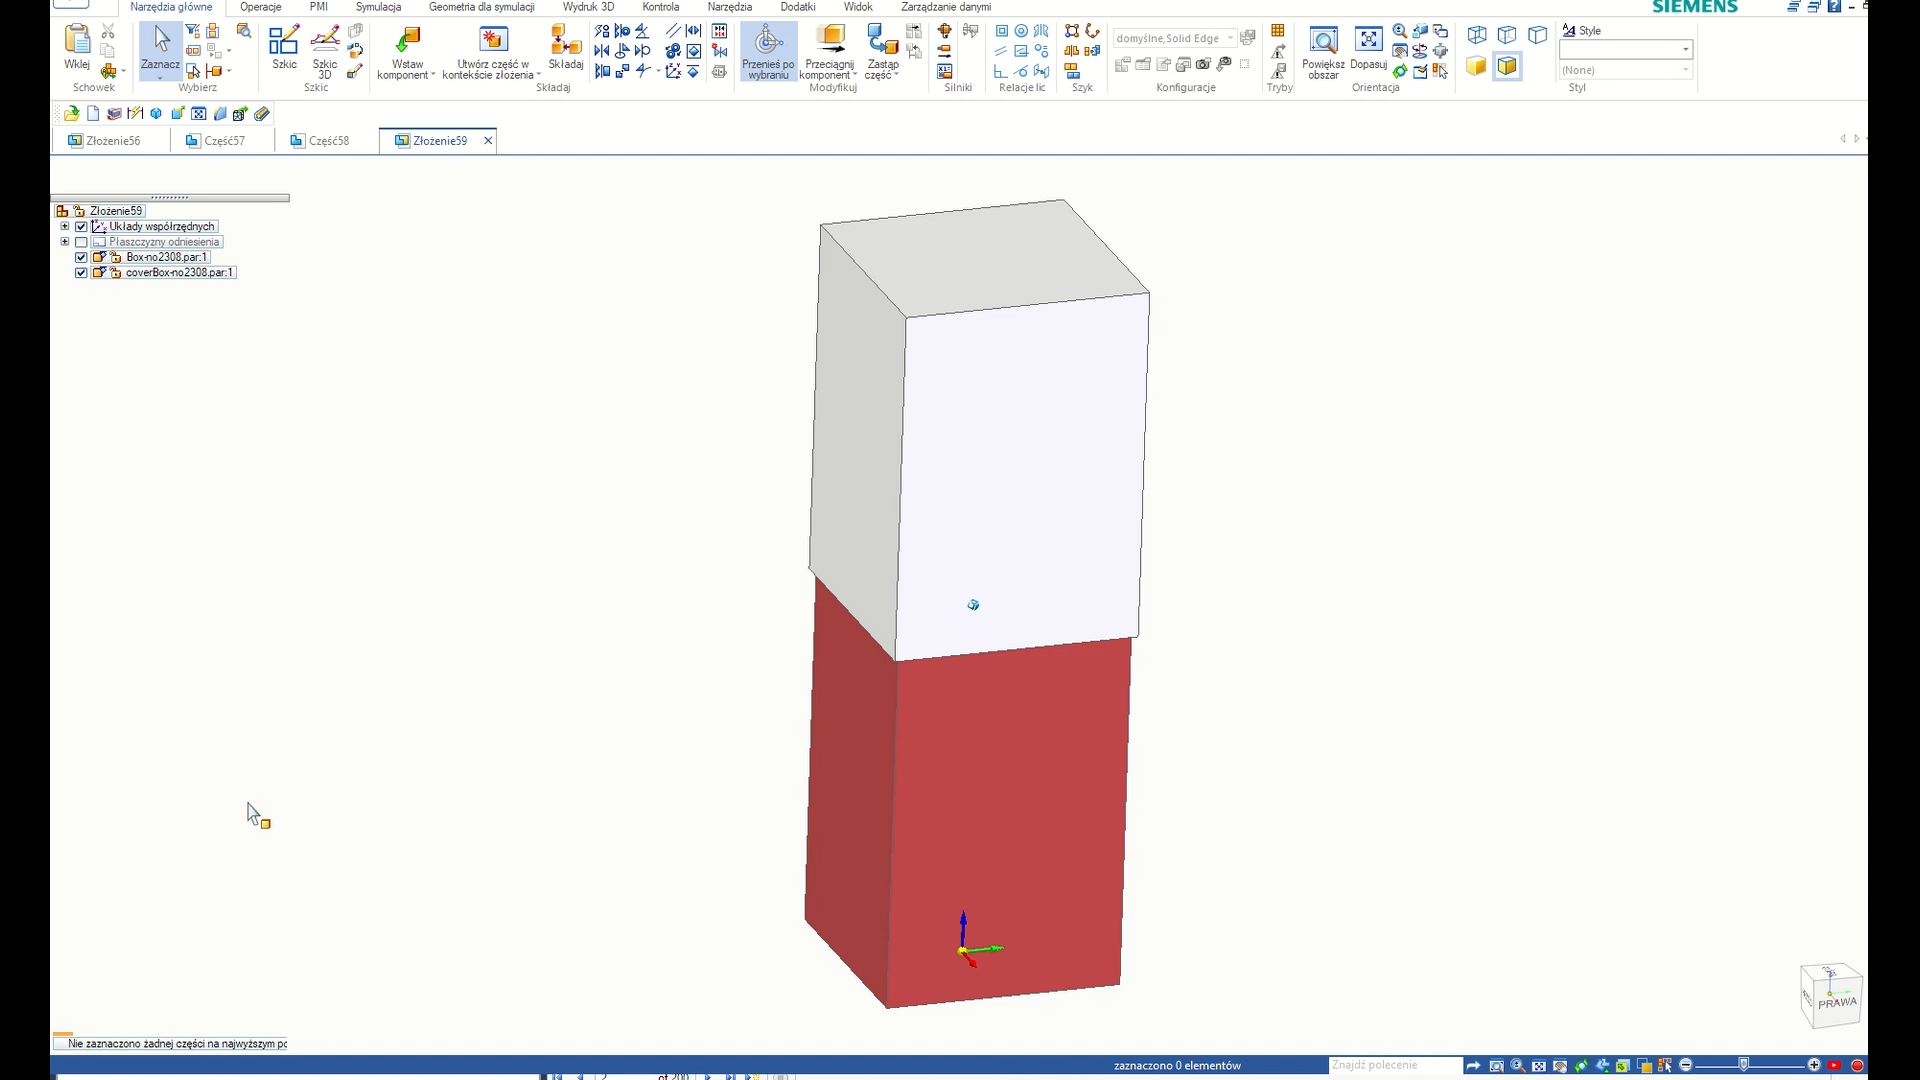 Narzędzia główne Operacje PMI Symulacja Geometria dla symulacji Wydruk 3D Kontrola Narzędzia Dodatki Widok Zarządzanie danymi
SIEMENS
Wklej
Schowek
Zaznacz
Wybierz
Szkic
Szkic 3D
Szkic
Wstaw komponent
Utwórz część w kontekście złożenia
Składaj
Składaj
Przenieś po wybraniu
Przeciągnij komponent
Zastąp część
Modyfikuj
Silniki
Relacje lic
Szyk
domyślne,Solid Edge
Konfiguracje
Tryby
Powiększ obszar
Dopasuj
Orientacja
Style
(None)
Styl
Złożenie56
Część57
Część58
Złożenie59
Złożenie59
Układy współrzędnych
Płaszczyzny odniesienia
Box-no2308.par:1
coverBox-no2308.par:1
PRAWA
Nie zaznaczono żadnej części na najwyższym po
zaznaczono 0 elementów
Znajdź polecenie
of 200